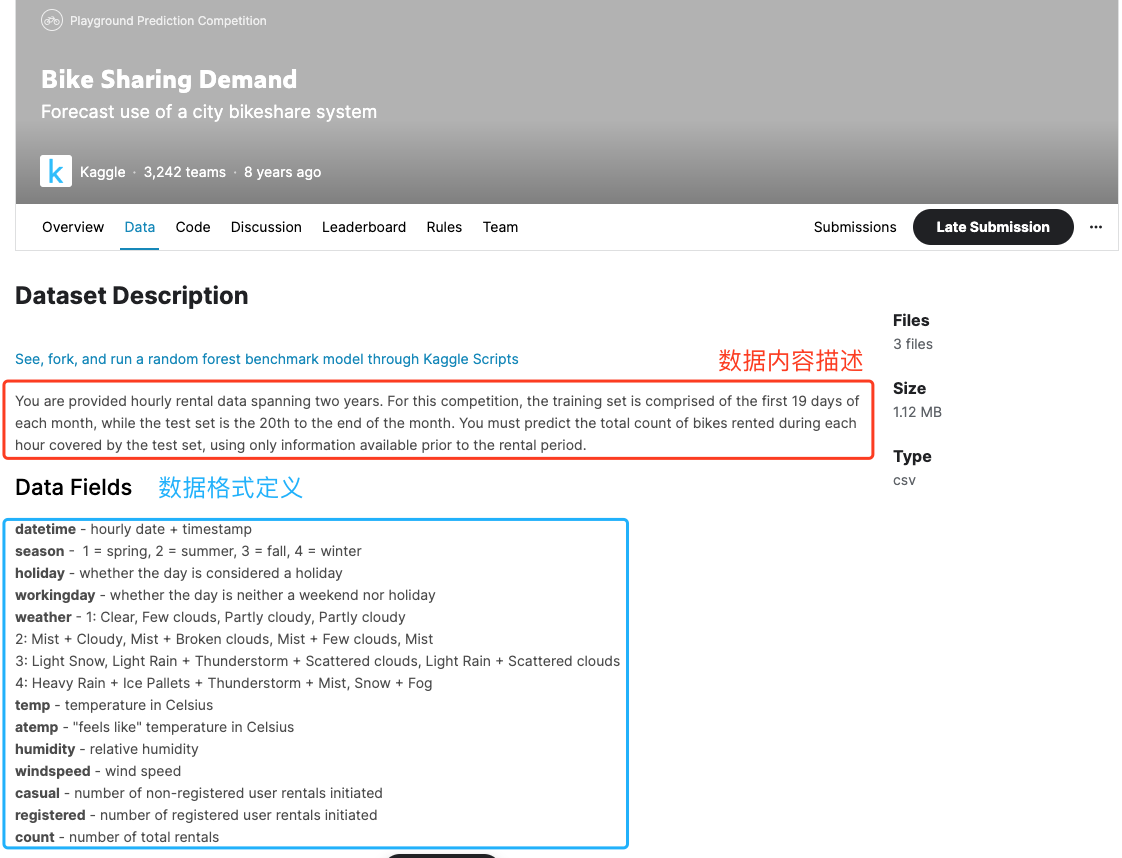 Playground Prediction Competition
Bike Sharing Demand
Forecast use of a city bikeshare system
k Kaggle · 3,242 teams · 8 years ago
Overview Data Code Discussion Leaderboard Rules Team Submissions Late Submission ...
Dataset Description
Files
3 files
See, fork, and run a random forest benchmark model through Kaggle Scripts
数据内容描述
You are provided hourly rental data spanning two years. For this competition, the training set is comprised of the first 19 days of
each month, while the test set is the 20th to the end of the month. You must predict the total count of bikes rented during each
hour covered by the test set, using only information available prior to the rental period.
Size
1.12 MB
Type
csv
Data Fields 数据格式定义
datetime - hourly date + timestamp
season - 1 = spring, 2 = summer, 3 = fall, 4 = winter
holiday - whether the day is considered a holiday
workingday - whether the day is neither a weekend nor holiday
weather - 1: Clear, Few clouds, Partly cloudy, Partly cloudy
2: Mist + Cloudy, Mist + Broken clouds, Mist + Few clouds, Mist
3: Light Snow, Light Rain + Thunderstorm + Scattered clouds, Light Rain + Scattered clouds
4: Heavy Rain + Ice Pallets + Thunderstorm + Mist, Snow + Fog
temp - temperature in Celsius
atemp - "feels like" temperature in Celsius
humidity - relative humidity
windspeed - wind speed
casual - number of non-registered user rentals initiated
registered - number of registered user rentals initiated
count - number of total rentals